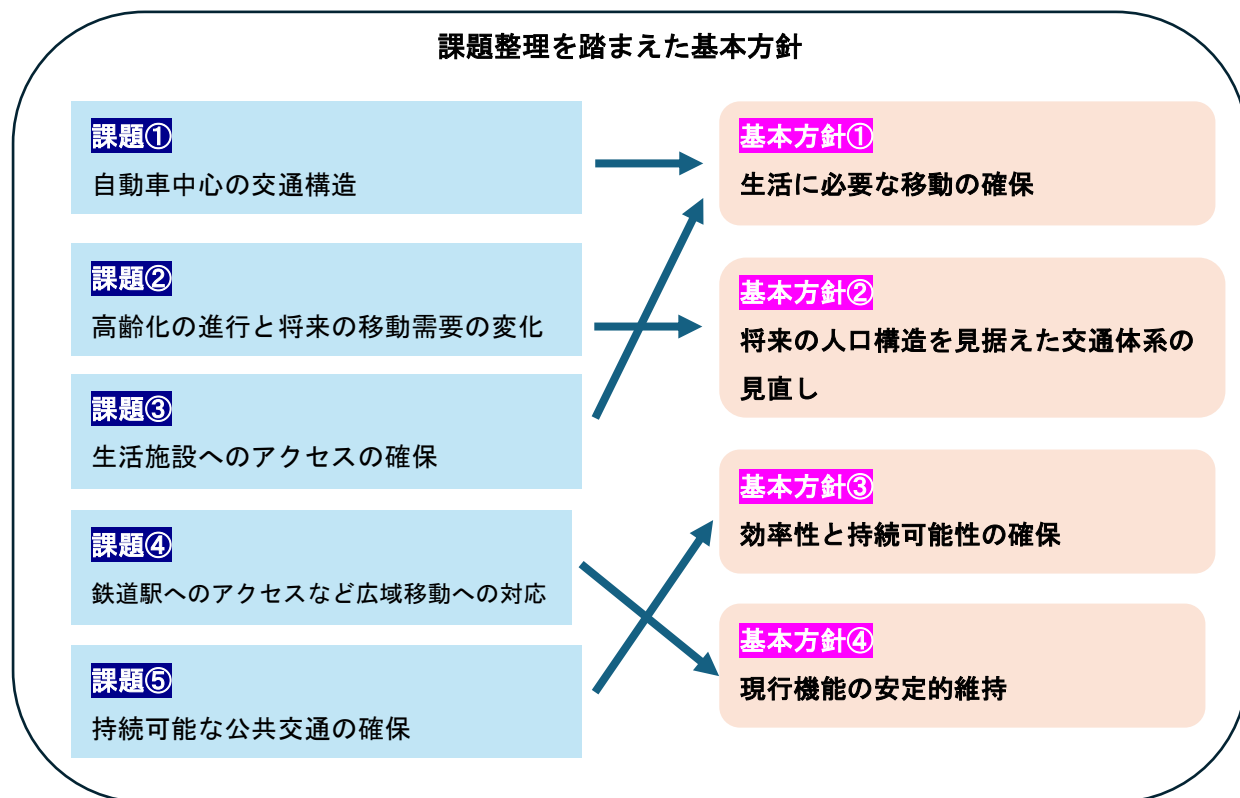 課題整理を踏まえた基本方針
課題①
自動車中心の交通構造
課題②
高齢化の進行と将来の移動需要の変化
課題③
生活施設へのアクセスの確保
課題④
鉄道駅へのアクセスなど広域移動への対応
課題⑤
持続可能な公共交通の確保
基本方針①
生活に必要な移動の確保
基本方針②
将来の人口構造を見据えた交通体系の
見直し
基本方針③
効率性と持続可能性の確保
基本方針④
現行機能の安定的維持